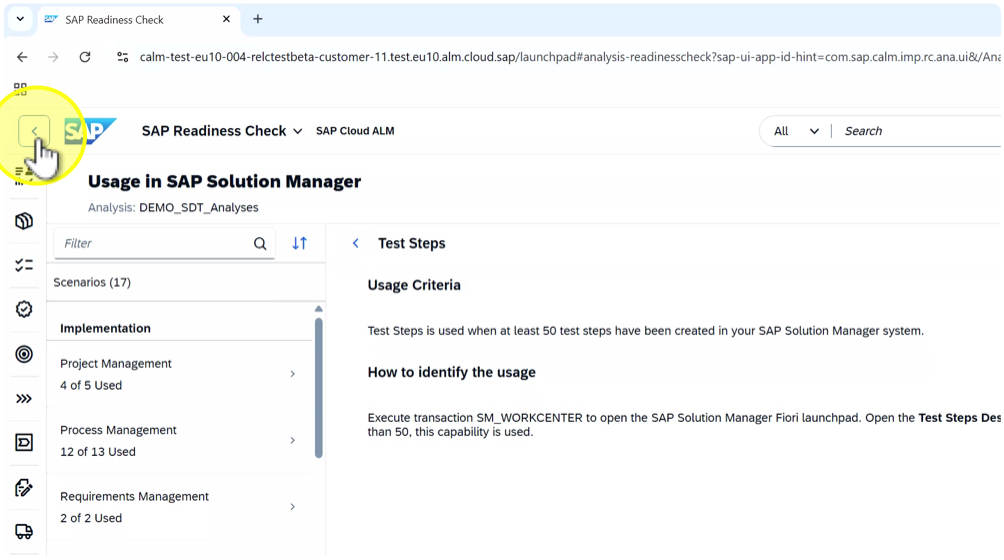 SAP Readiness Check
calm-test-eu10-004-relctestbeta-customer-11.test.eu10.alm.cloud.sap/launchpad#analysis-readinesscheck?sap-ui-app-id-hint=com.sap.calm.imp.rc.ana.ui&/Ana
SAP
SAP Readiness Check
SAP Cloud ALM
All
Search
Usage in SAP Solution Manager
Analysis: DEMO_SDT_Analyses
Filter
Test Steps
Scenarios (17)
Usage Criteria
Implementation
Test Steps is used when at least 50 test steps have been created in your SAP Solution Manager system.
Project Management
4 of 5 Used
How to identify the usage
Execute transaction SM_WORKCENTER to open the SAP Solution Manager Fiori launchpad. Open the Test Steps Des
than 50, this capability is used.
Process Management
12 of 13 Used
Requirements Management
2 of 2 Used